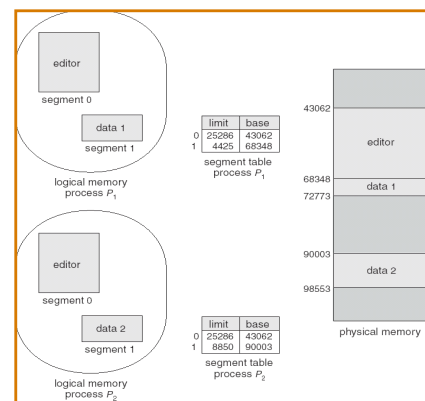 editor
segment 0
data 1
segment 1
logical memory
process P1
limit base
0 25286 43062
1 4425 68348
segment table
process P1
editor
segment 0
data 2
segment 1
logical memory
process P2
limit base
0 25286 43062
1 8850 90003
segment table
process P2
43062
editor
68348
data 1
72773
90003
data 2
98553
physical memory